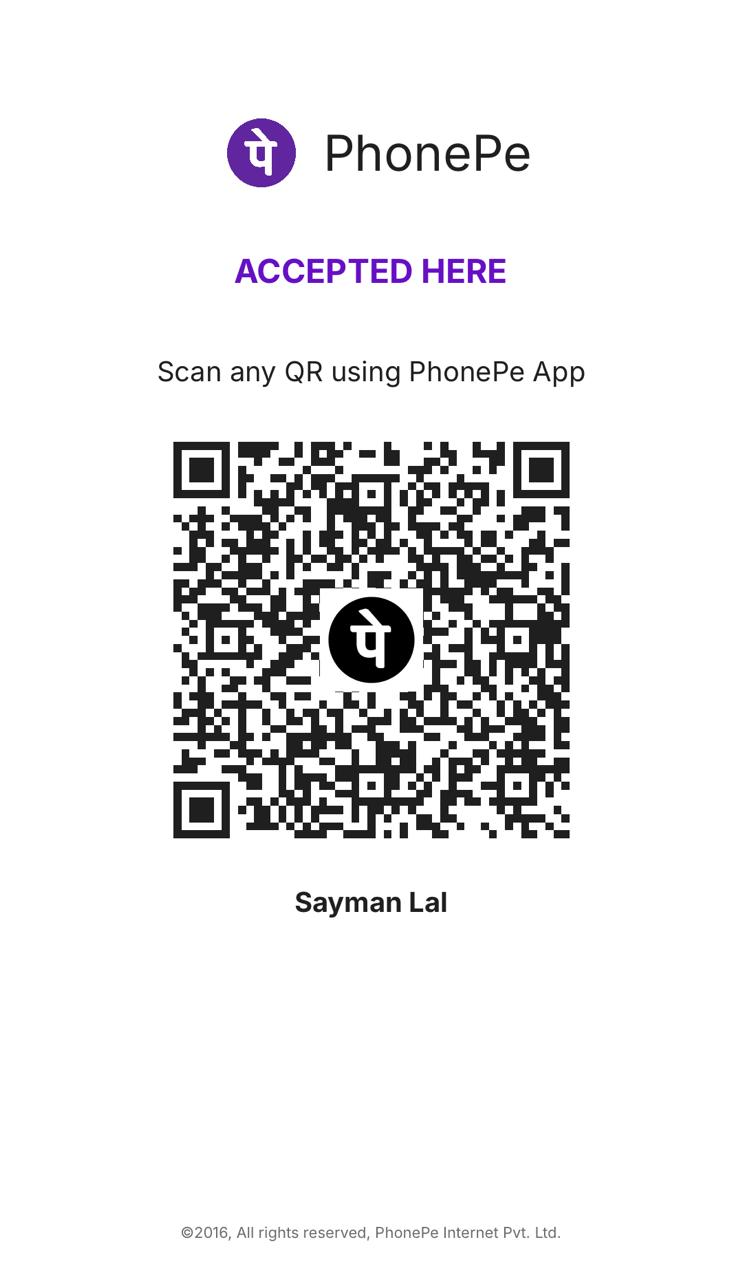 पे PhonePe
ACCEPTED HERE
Scan any QR using PhonePe App
पे
Sayman Lal
©2016, All rights reserved, PhonePe Internet Pvt. Ltd.